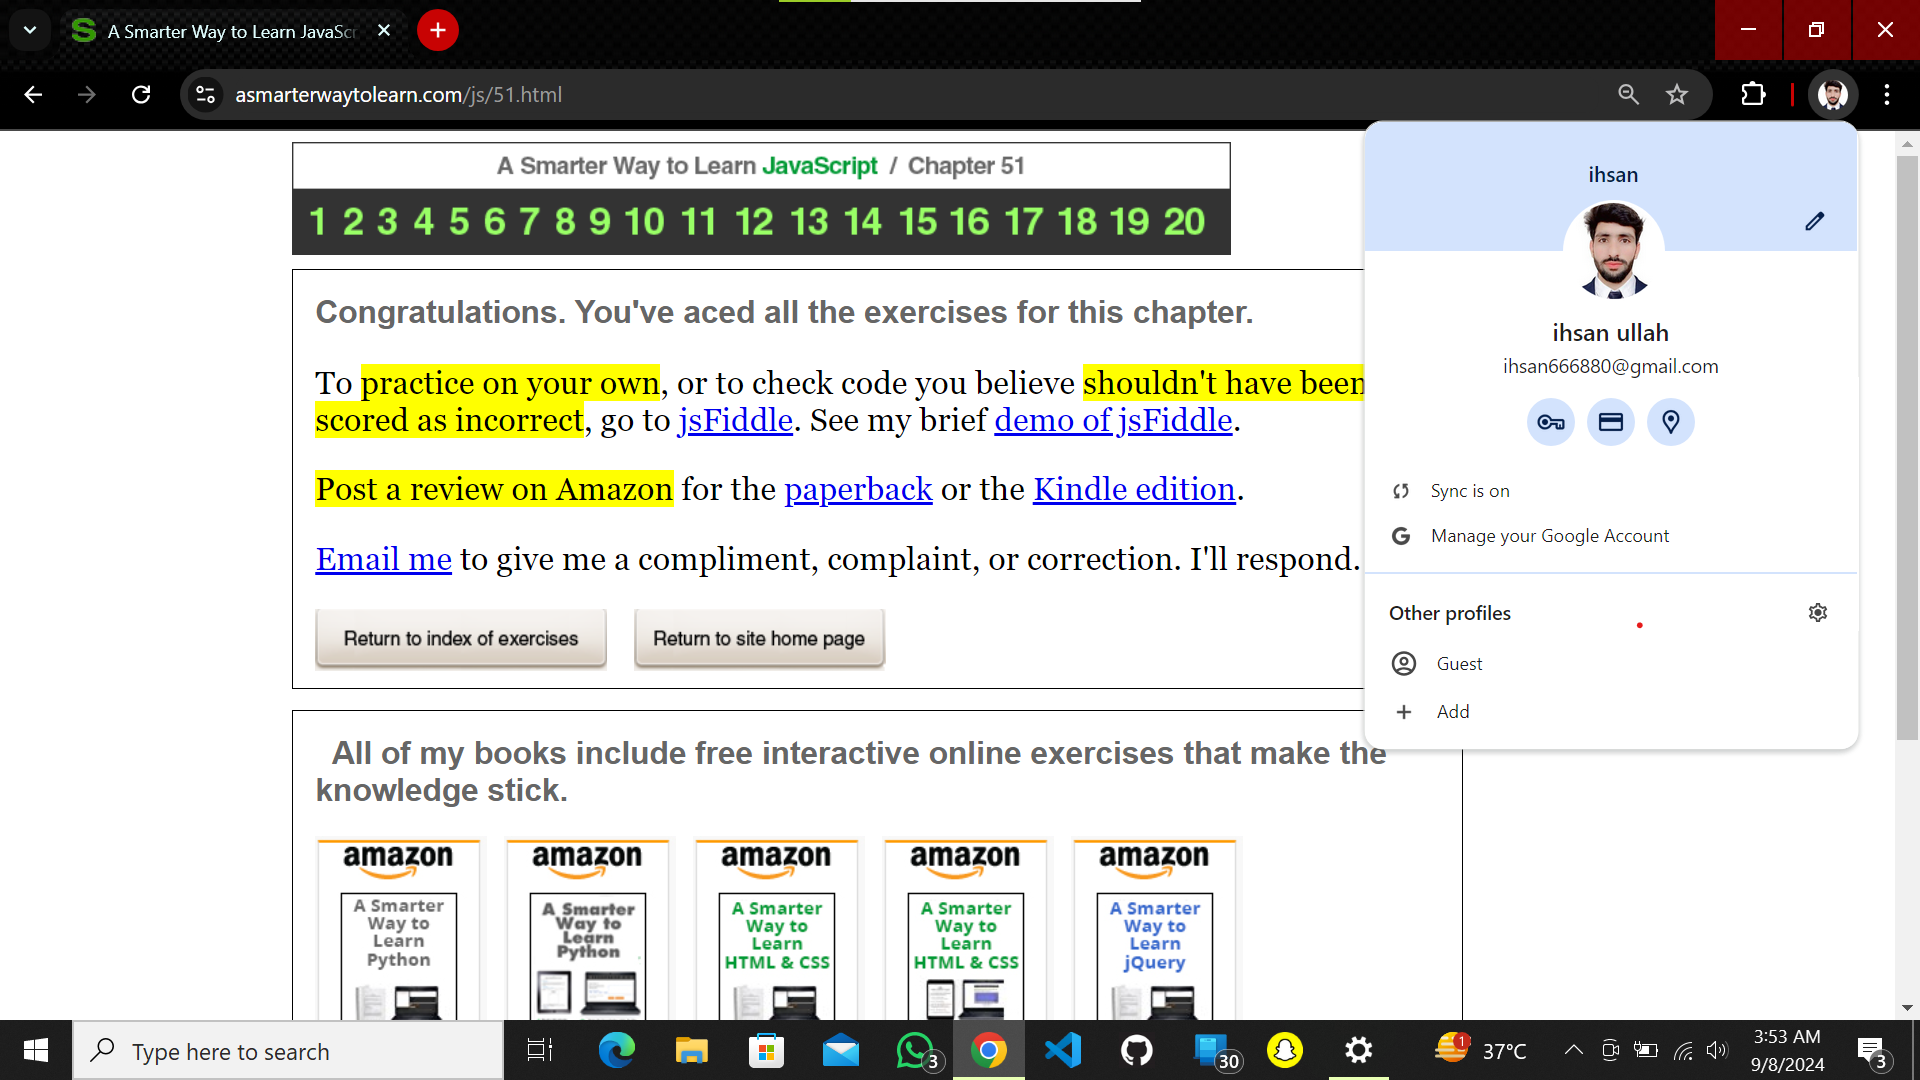 A Smarter Way to Learn JavaScr
asmarterwaytolearn.com/js/51.html
A Smarter Way to Learn JavaScript / Chapter 51
1 2 3 4 5 6 7 8 9 10 11 12 13 14 15 16 17 18 19 20
Congratulations. You've aced all the exercises for this chapter.
To practice on your own, or to check code you believe shouldn't have been
scored as incorrect, go to jsFiddle. See my brief demo of jsFiddle.
Post a review on Amazon for the paperback or the Kindle edition.
Email me to give me a compliment, complaint, or correction. I'll respond.
Return to index of exercises
Return to site home page
ihsan
ihsan ullah
ihsan666880@gmail.com
Sync is on
G Manage your Google Account
Other profiles
Guest
Add
All of my books include free interactive online exercises that make the
knowledge stick.
amazon
A Smarter
Way to
Learn
Python
amazon
A Smarter
Way to
Learn
Python
amazon
A Smarter
Way to
Learn
HTML & CSS
amazon
A Smarter
Way to
Learn
HTML & CSS
amazon
A Smarter
Way to
Learn
jQuery
Type here to search
3
30
1
37°C
3:53 AM
9/8/2024
3